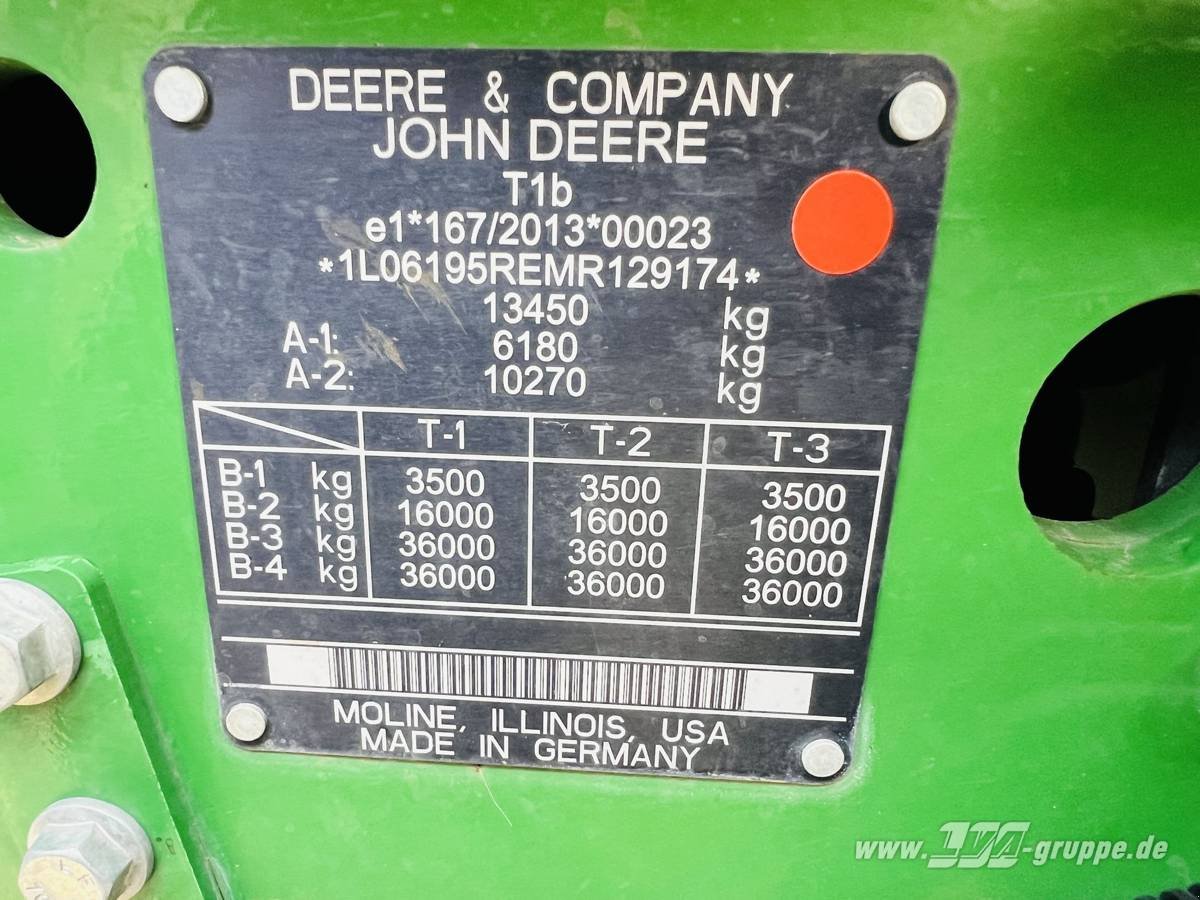 DEERE & COMPANY
JOHN DEERE
T1b
e1*167/2013*00023
*1L06195REMR129174*
13450 kg
A-1: 6180 kg
A-2: 10270 kg
T-1 T-2 T-3
B-1 kg 3500 3500 3500
B-2 kg 16000 16000 16000
B-3 kg 36000 36000 36000
B-4 kg 36000 36000 36000
MOLINE, ILLINOIS, USA
MADE IN GERMANY
www.LVA-gruppe.de